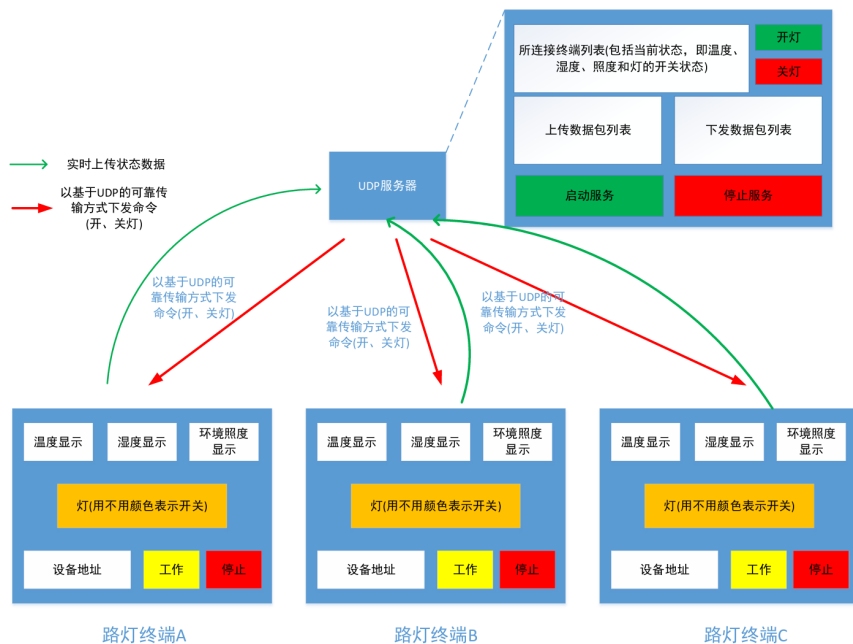 所连接终端列表(包括当前状态，即温度、
湿度、照度和灯的开关状态)
开灯
关灯
上传数据包列表
下发数据包列表
启动服务
停止服务
UDP服务器
实时上传状态数据
以基于UDP的可靠传
输方式下发命令
(开、关灯)
以基于UDP的可
靠传输方式下发
命令(开、关灯)
以基于UDP的可
靠传输方式下发
命令(开、关灯)
以基于UDP的可
靠传输方式下发
命令(开、关灯)
温度显示
湿度显示
环境照度
显示
灯(用不用颜色表示开关)
设备地址
工作
停止
路灯终端A
温度显示
湿度显示
环境照度
显示
灯(用不用颜色表示开关)
设备地址
工作
停止
路灯终端B
温度显示
湿度显示
环境照度
显示
灯(用不用颜色表示开关)
设备地址
工作
停止
路灯终端C